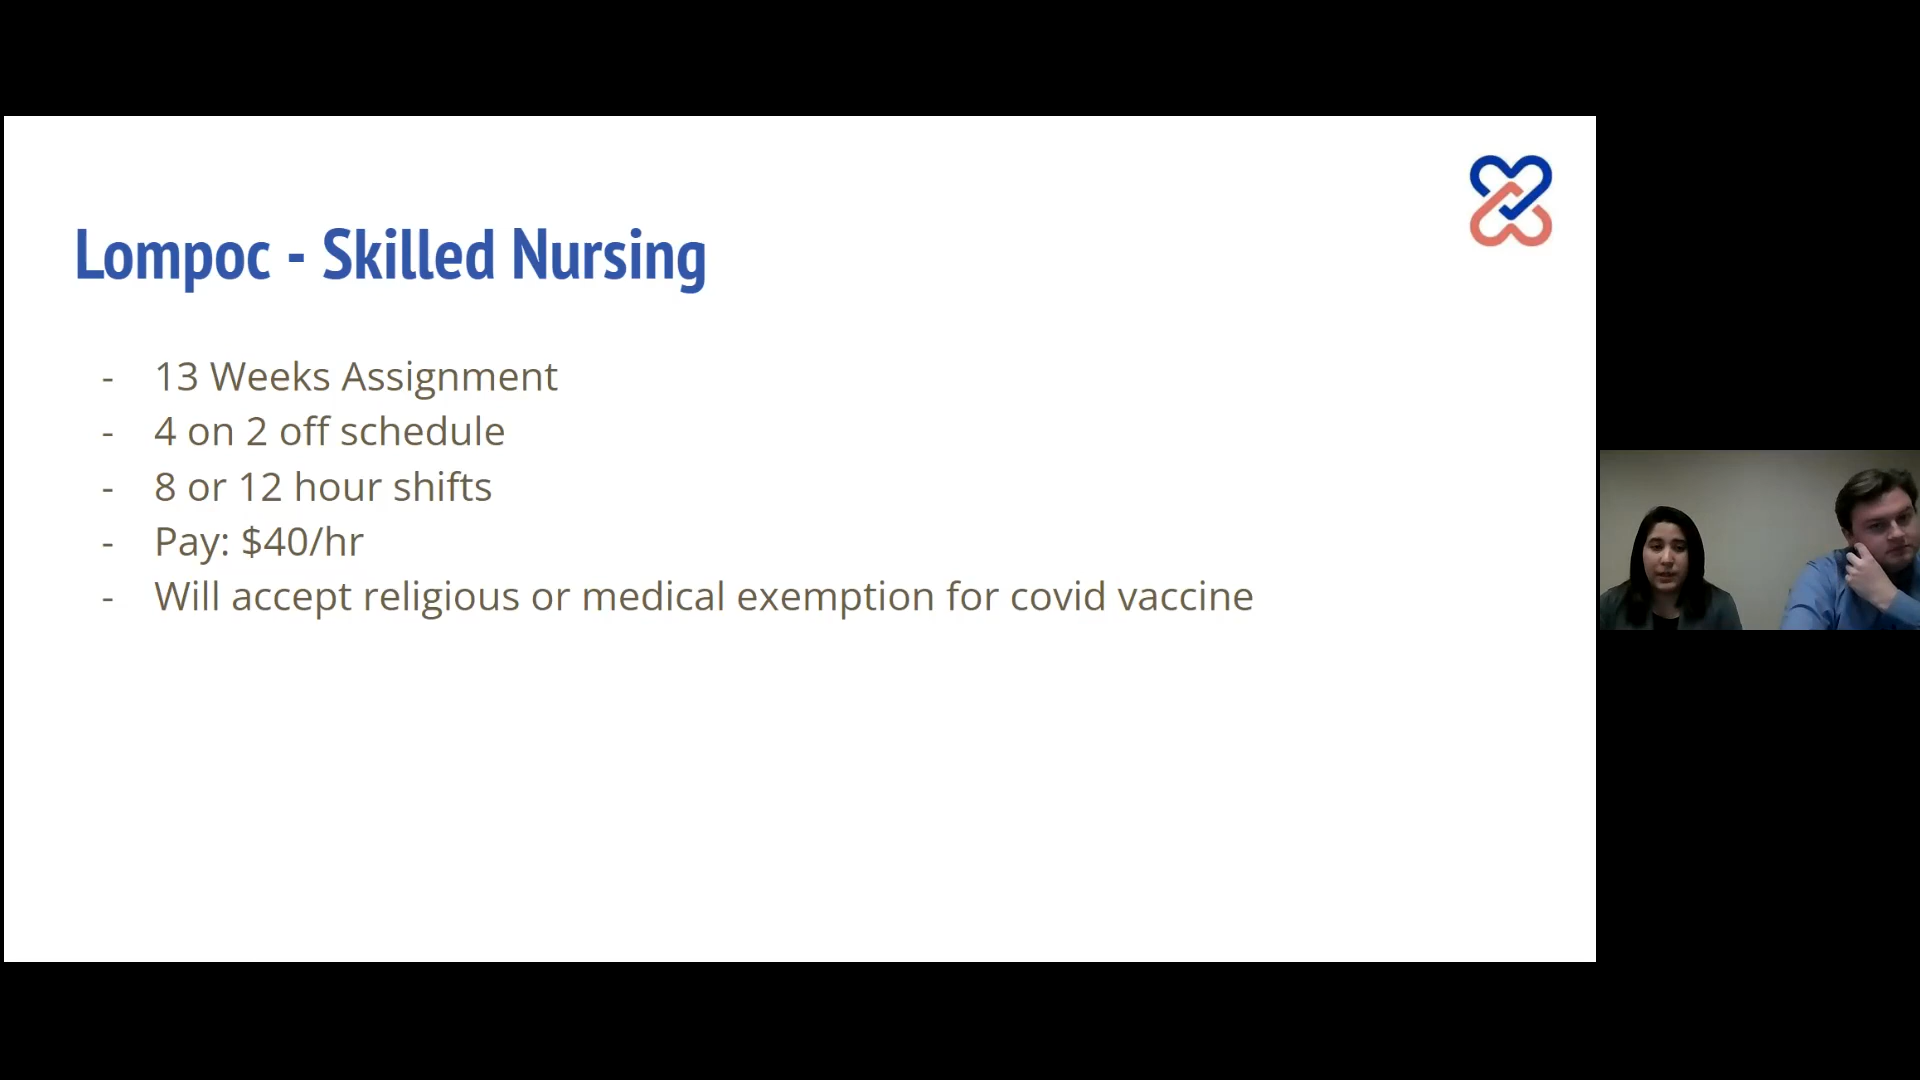 Lompoc - Skilled Nursing
- 13 Weeks Assignment
- 4 on 2 off schedule
- 8 or 12 hour shifts
- Pay: $40/hr
- Will accept religious or medical exemption for covid vaccine